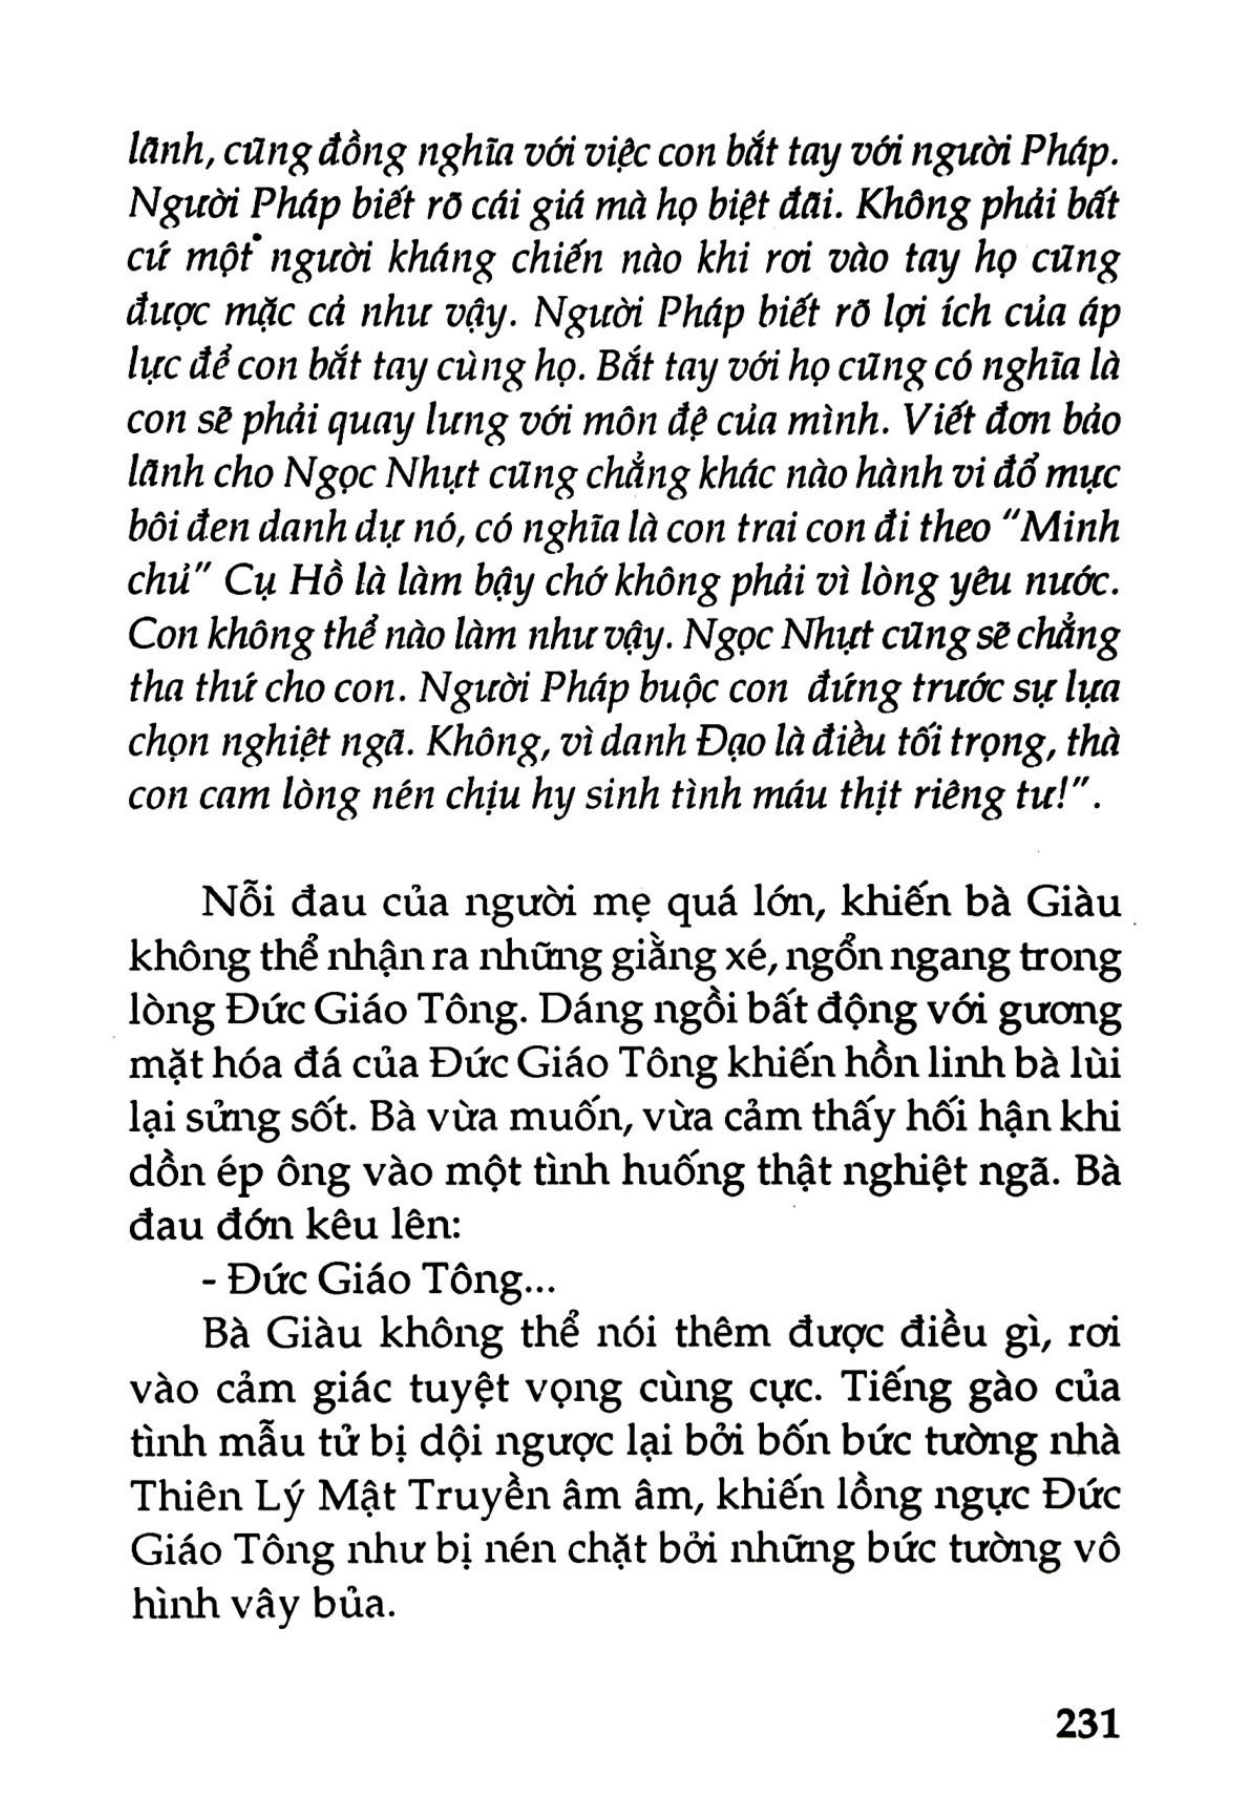 lãnh, cũng đồng nghĩa với việc con bắt tay với người Pháp.
Người Pháp biết rõ cái giá mà họ biệt đãi. Không phải bất
cứ một người kháng chiến nào khi rơi vào tay họ cũng
được mặc cả như vậy. Người Pháp biết rõ lợi ích của áp
lực để con bắt tay cùng họ. Bắt tay với họ cũng có nghĩa là
con sẽ phải quay lưng với môn đệ của mình. Viết đơn bảo
lãnh cho Ngọc Nhựt cũng chẳng khác nào hành vi đổ mực
bôi đen danh dự nó, có nghĩa là con trai con đi theo "Minh
chủ" Cụ Hồ là làm bậy chớ không phải vì lòng yêu nước.
Con không thể nào làm như vậy. Ngọc Nhựt cũng sẽ chẳng
tha thứ cho con. Người Pháp buộc con đứng trước sự lựa
chọn nghiệt ngã. Không, vì danh Đạo là điều tối trọng, thà
con cam lòng nén chịu hy sinh tình máu thịt riêng tư!".
Nỗi đau của người mẹ quá lớn, khiến bà Giàu
không thể nhận ra những giằng xé, ngổn ngang trong
lòng Đức Giáo Tông. Dáng ngồi bất động với gương
mặt hóa đá của Đức Giáo Tông khiến hồn linh bà lùi
lại sửng sốt. Bà vừa muốn, vừa cảm thấy hối hận khi
dồn ép ông vào một tình huống thật nghiệt ngã. Bà
đau đớn kêu lên:
- Đức Giáo Tông...
Bà Giàu không thể nói thêm được điều gì, rơi
vào cảm giác tuyệt vọng cùng cực. Tiếng gào của
tình mẫu tử bị dội ngược lại bởi bốn bức tường nhà
Thiên Lý Mật Truyền âm âm, khiến lồng ngực Đức
Giáo Tông như bị nén chặt bởi những bức tường vô
hình vây bủa.
231